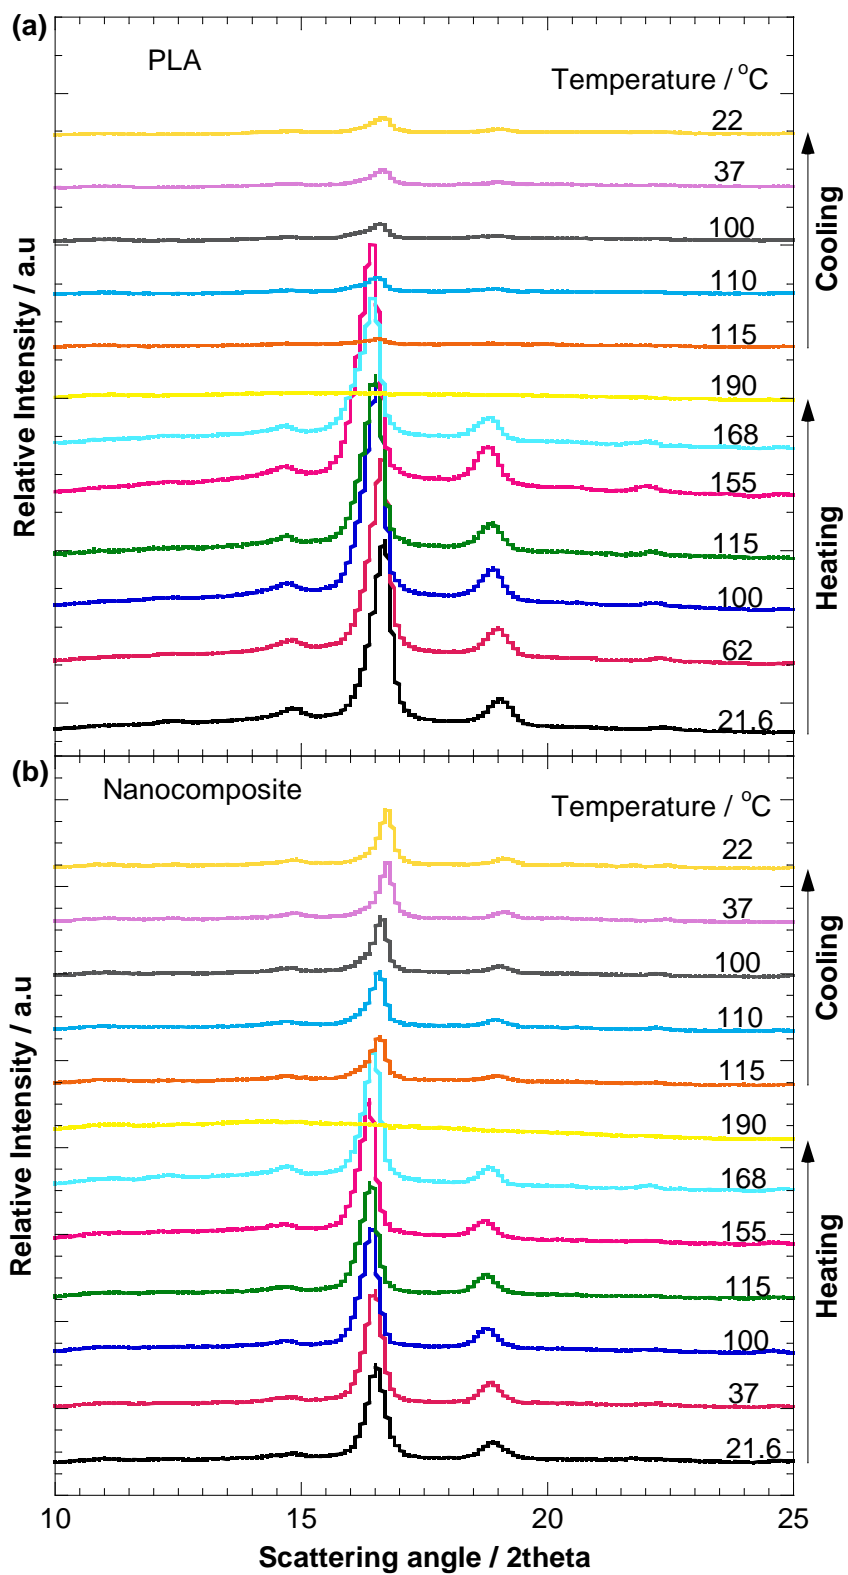 (a)
PLA
Temperature / °C
22
37
100
110
115
190
168
155
115
100
62
21.6
Cooling
Heating
Relative Intensity / a.u
(b)
Nanocomposite
Temperature / °C
22
37
100
110
115
190
168
155
115
100
37
21.6
Cooling
Heating
Relative Intensity / a.u
10 15 20 25
Scattering angle / 2theta